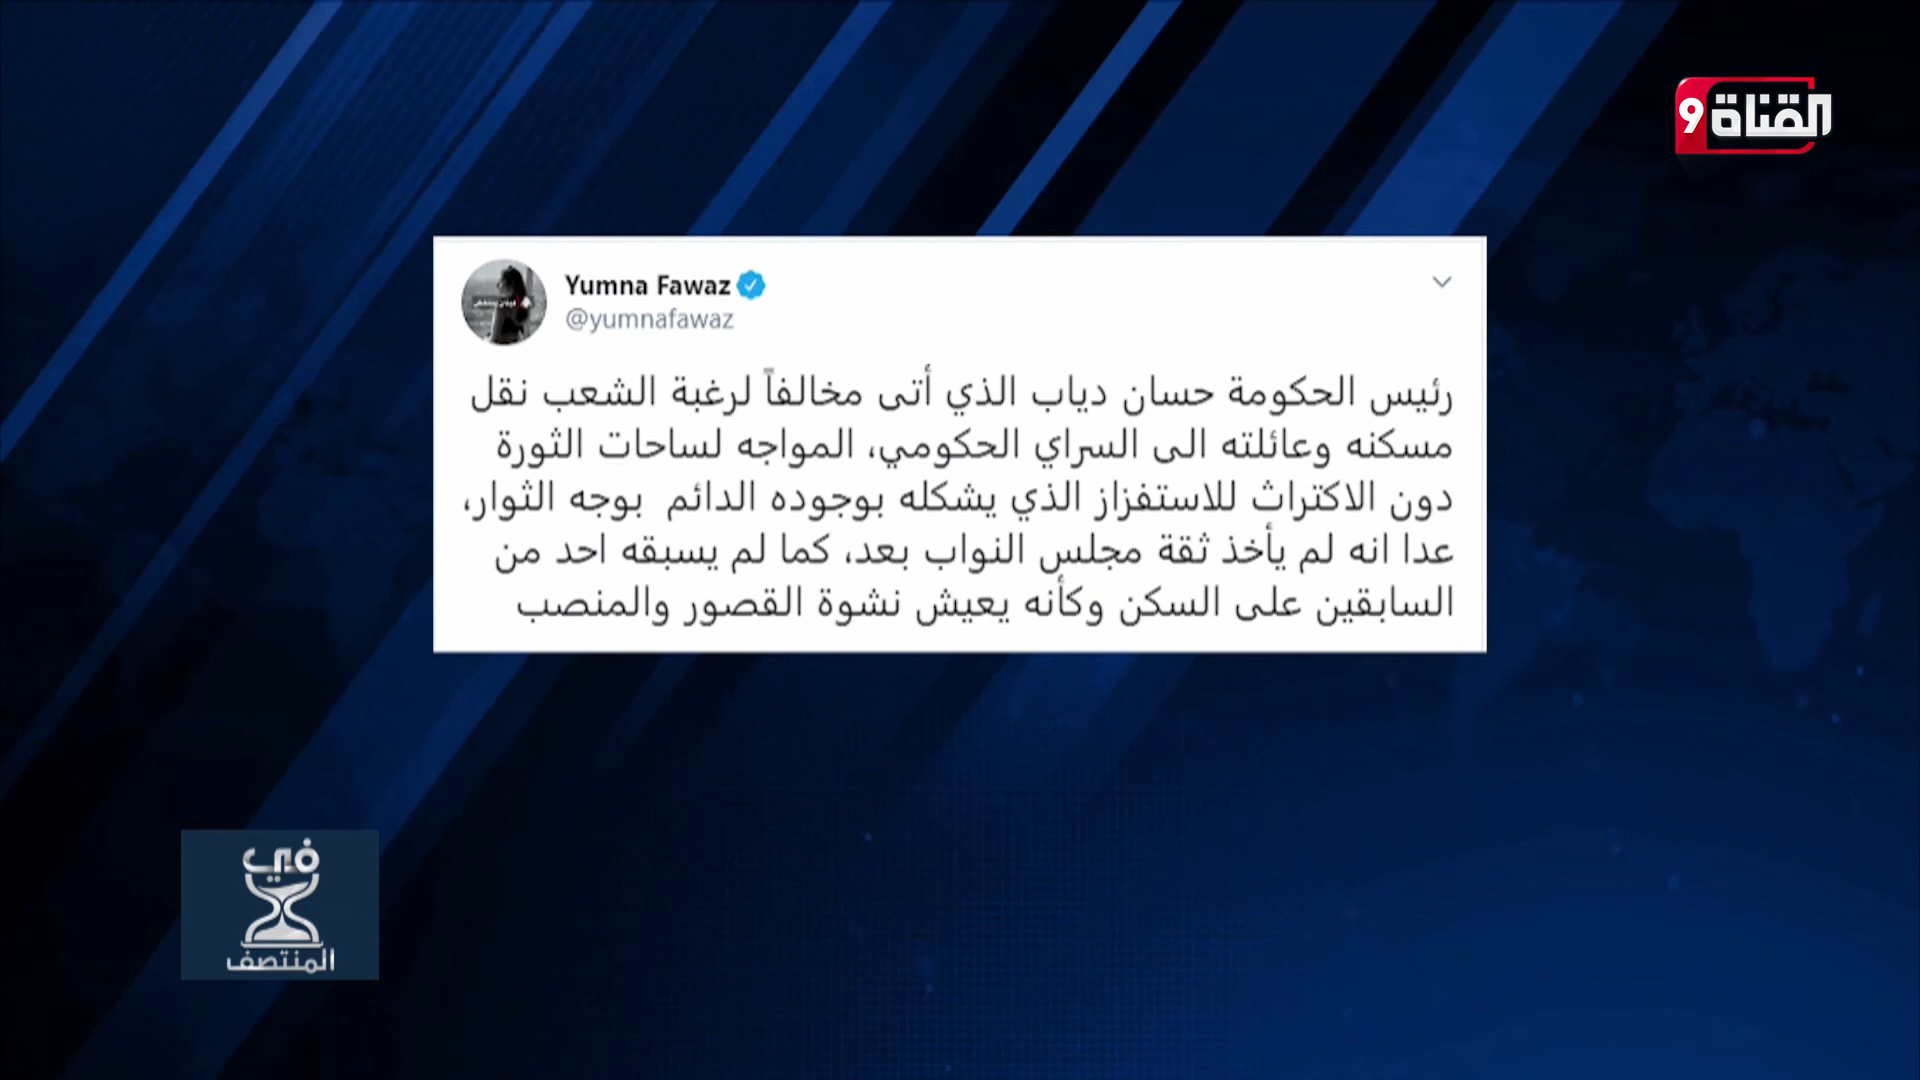 القناة 9
Yumna Fawaz
@yumnafawaz
رئيس الحكومة حسان دياب الذي أتى مخالفاً لرغبة الشعب نقل
مسكنه وعائلته الى السراي الحكومي، المواجه لساحات الثورة
دون الاكتراث للاستفزاز الذي يشكله بوجوده الدائم بوجه الثوار،
عدا انه لم يأخذ ثقة مجلس النواب بعد، كما لم يسبقه احد من
السابقين على السكن وكأنه يعيش نشوة القصور والمنصب
في
المنتصف